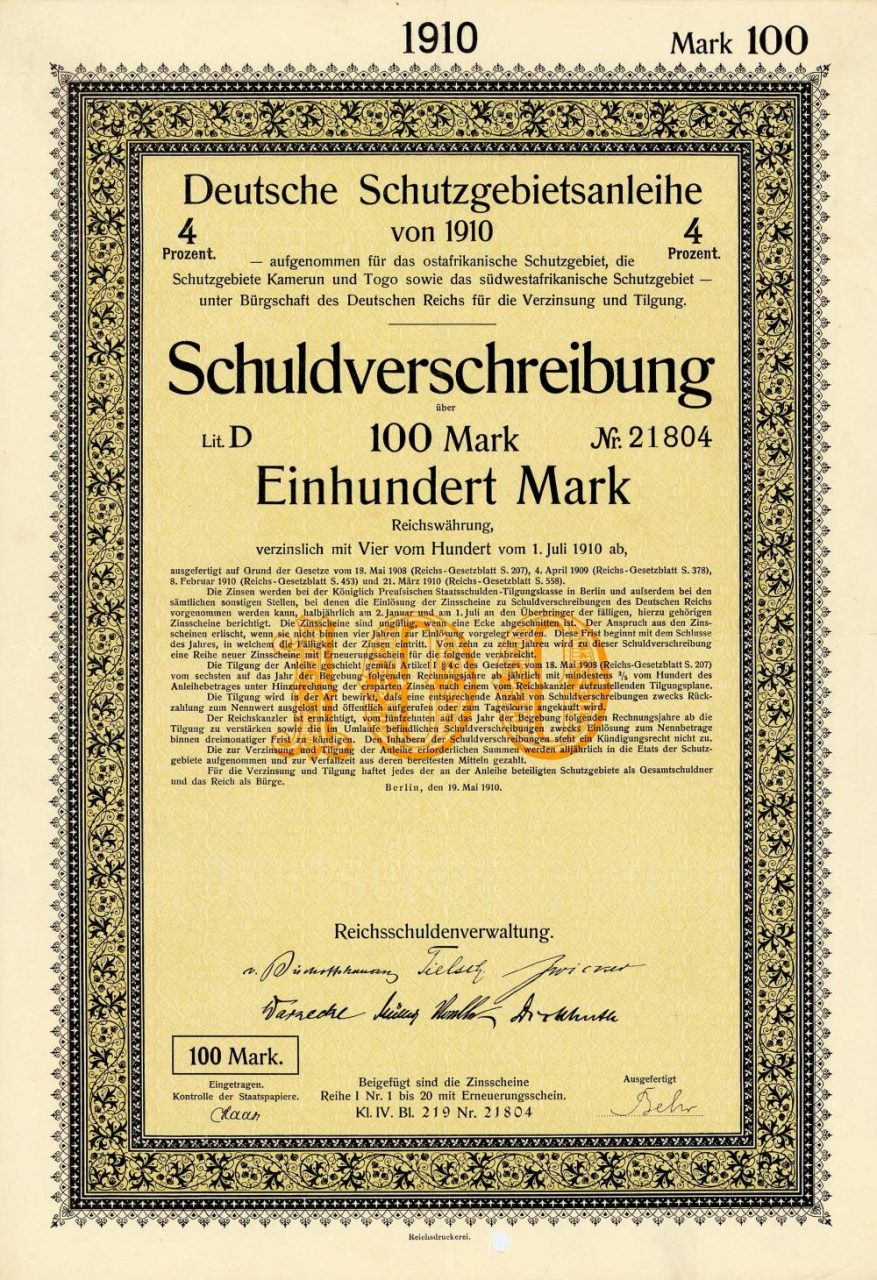 1910
Mark 100
Deutsche Schutzgebietsanleihe
von 1910
4
Prozent.
4
Prozent.
— aufgenommen für das ostafrikanische Schutzgebiet, die
Schutzgebiete Kamerun und Togo sowie das südwestafrikanische Schutzgebiet —
unter Bürgschaft des Deutschen Reichs für die Verzinsung und Tilgung.
Schuldverschreibung
über
Lit. D 100 Mark Nr. 21804
Einhundert Mark
Reichswährung,
verzinslich mit Vier vom Hundert vom 1. Juli 1910 ab,
ausgefertigt auf Grund der Gesetze vom 18. Mai 1908 (Reichs-Gesetzblatt S. 207), 4. April 1909 (Reichs-Gesetzblatt S. 378),
8. Februar 1910 (Reichs-Gesetzblatt S. 453) und 21. März 1910 (Reichs-Gesetzblatt S. 558).
Die Zinsen werden bei der Königlich Preufsischen Staatsschulden-Tilgungskasse in Berlin und aufserdem bei den
sämtlichen sonstigen Stellen, bei denen die Einlösung der Zinsscheine zu Schuldverschreibungen des Deutschen Reichs
vorgenommen werden kann, halbjährlich am 2. Januar und am 1. Juli an den Überbringer der fälligen, hierzu gehörigen
Zinsscheine berichtigt. Die Zinsscheine sind ungültig, wenn eine Ecke abgeschnitten ist. Der Anspruch aus den Zins-
scheinen erlischt, wenn sie nicht binnen vier Jahren zur Einlösung vorgelegt werden. Diese Frist beginnt mit dem Schlusse
des Jahres, in welchem die Fälligkeit der Zinsen eintritt. Von zehn zu zehn Jahren wird zu dieser Schuldverschreibung
eine Reihe neuer Zinsscheine mit Erneuerungsschein für die folgende verabreicht.
Die Tilgung der Anleihe geschieht gemäfs Artikel I § 3 des Gesetzes vom 18. Mai 1908 (Reichs-Gesetzblatt S. 207)
vom sechsten auf das Jahr der Begebung folgenden Rechnungsjahre ab jährlich mit mindestens ³/₅ vom Hundert des
Anleihebetrages unter Hinzurechnung der ersparten Zinsen nach einem vom Reichskanzler aufzustellenden Tilgungsplane.
Die Tilgung wird in der Art bewirkt, dafs eine entsprechende Anzahl von Schuldverschreibungen zwecks Rück-
zahlung zum Nennwert ausgelost und öffentlich aufgerufen oder zum Tageskurse angekauft wird.
Der Reichskanzler ist ermächtigt, vom fünfzehnten auf das Jahr der Begebung folgenden Rechnungsjahre ab die
Tilgung zu verstärken sowie die im Umlaufe befindlichen Schuldverschreibungen zwecks Einlösung zum Nennbetrage
binnen dreimonatiger Frist zu kündigen. Den Inhabern der Schuldverschreibungen steht ein Kündigungsrecht nicht zu.
Die zur Verzinsung und Tilgung der Anleihe erforderlichen Summen werden alljährlich in die Etats der Schutz-
gebiete aufgenommen und zur Verfallzeit aus deren bereitesten Mitteln gezahlt.
Für die Verzinsung und Tilgung haftet jedes der an der Anleihe beteiligten Schutzgebiete als Gesamtschuldner
und das Reich als Bürge.
Berlin, den 19. Mai 1910.
100
Reichsschuldenverwaltung.
v. Bischoffshausen
Warnecke
100 Mark.
Eingetragen.
Kontrolle der Staatspapiere.
Beigefügt sind die Zinsscheine
Reihe I Nr. 1 bis 20 mit Erneuerungsschein.
Kl. IV. Bl. 219 Nr. 21804
Ausgefertigt
Behr
Reichsdruckerei.